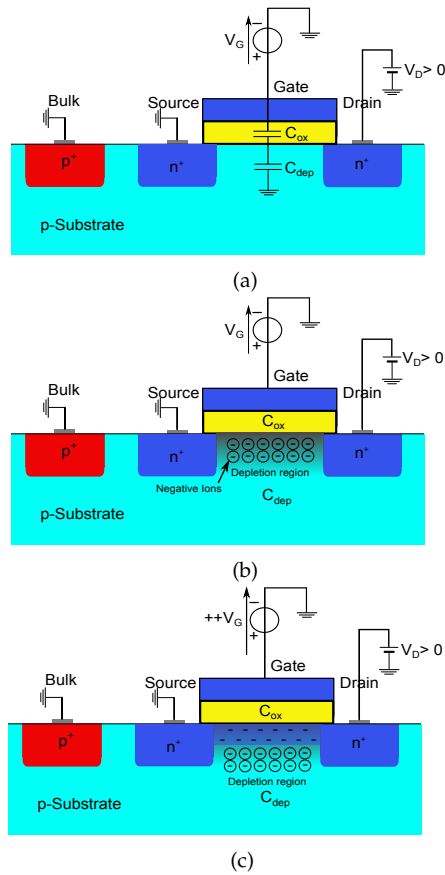 V_G
−
+
Gate
V_D> 0
Bulk
Source
Drain
C_ox
p⁺
n⁺
C_dep
n⁺
p-Substrate
(a)
V_G
−
+
Gate
V_D> 0
Bulk
Source
Drain
C_ox
p⁺
n⁺
n⁺
Negative Ions
Depletion region
C_dep
p-Substrate
(b)
++V_G
−
+
Gate
V_D> 0
Bulk
Source
Drain
C_ox
p⁺
n⁺
n⁺
Depletion region
C_dep
p-Substrate
(c)